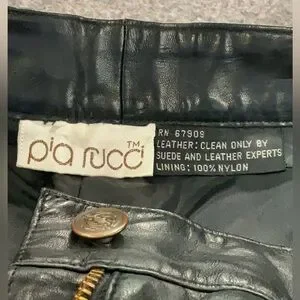 pia rucci™
RN 67909
LEATHER: CLEAN ONLY BY
SUEDE AND LEATHER EXPERTS
LINING: 100% NYLON